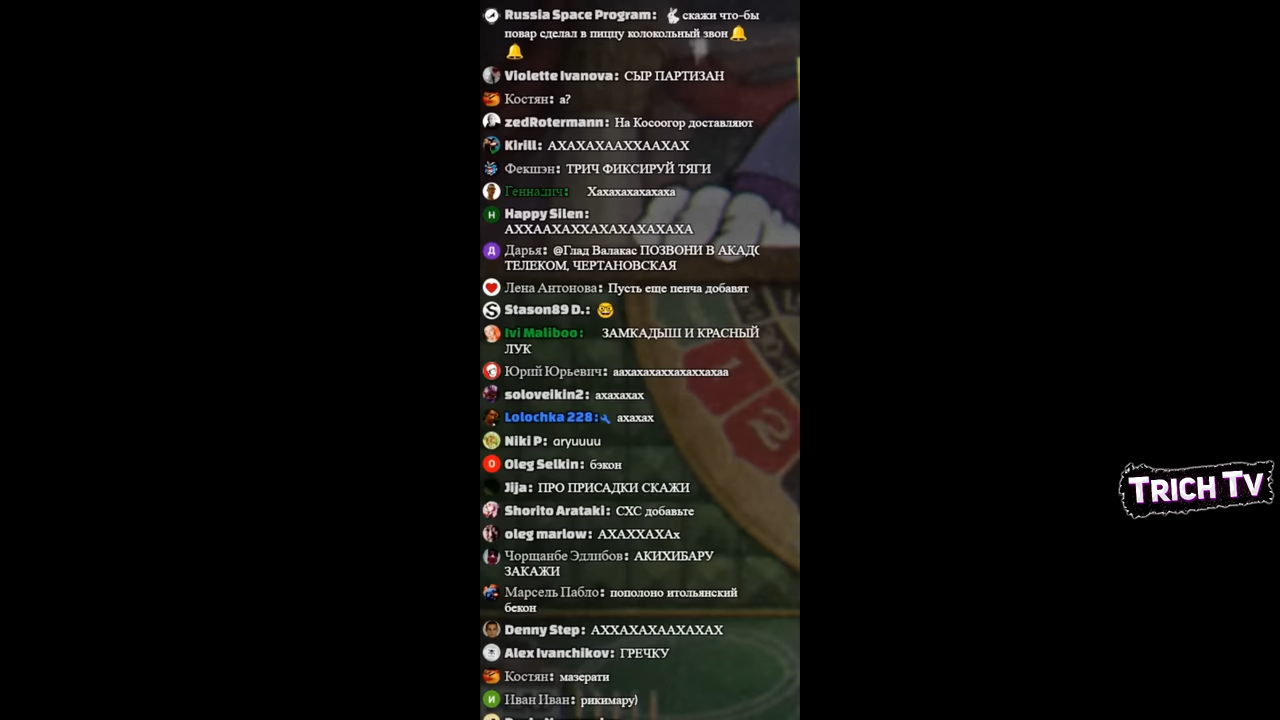 Russia Space Program: 🐇 скажи что-бы
повар сделал в пиццу колокольный звон🔔
🔔
Violette Ivanova: СЫР ПАРТИЗАН
Костян: а?
zedRotermann: На Косоогор доставляют
Kirill: АХАХАХААХХААХАХ
Фекшэн: ТРИЧ ФИКСИРУЙ ТЯГИ
Геннадич: Хахахахахахаха
H Happy Silen:
АХХААХАХХАХАХАХАХАХА
Д Дарья: @Глад Валакас ПОЗВОНИ В АКАДО
ТЕЛЕКОМ, ЧЕРТАНОВСКАЯ
Лена Антонова: Пусть еще пенча добавят
S Stason89 D.: 🤓
Ivi Maliboo: ЗАМКАДЫШ И КРАСНЫЙ
ЛУК
Юрий Юрьевич: аахахахаххахаххахаа
soloveikin2: ахахахах
Lolochka 228:🔧 ахахах
Niki P: aryuuuu
O Oleg Selkin: бэкон
Jija: ПРО ПРИСАДКИ СКАЖИ
Shorito Arataki: СХС добавьте
oleg marlow: АХАХХАХАх
Чорщанбе Эдлибов: АКИХИБАРУ
ЗАКАЖИ
Марсель Пабло: пополоно итольянский
бекон
Denny Step: АХХАХАХААХАХАХ
Alex Ivanchikov: ГРЕЧКУ
Костян: мазерати
И Иван Иван: рикимару)
TRICH TV